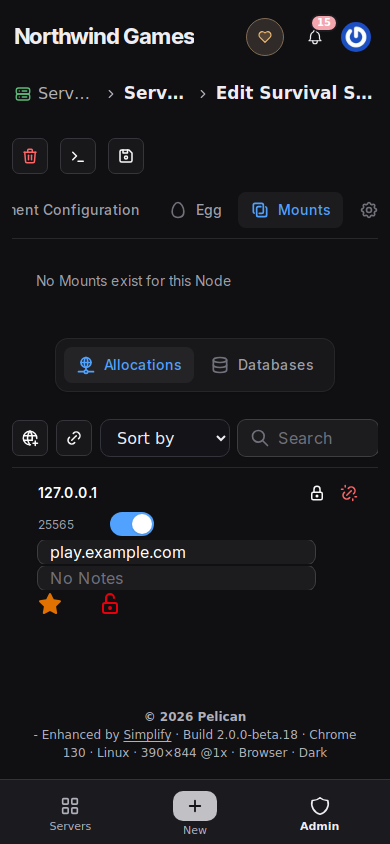 Northwind Games
15
Serv... › Serv... › Edit Survival S...
nent Configuration Egg Mounts
No Mounts exist for this Node
Allocations Databases
Sort by Search
127.0.0.1
25565
play.example.com
No Notes
© 2026 Pelican
- Enhanced by Simplify · Build 2.0.0-beta.18 · Chrome
130 · Linux · 390×844 @1x · Browser · Dark
Servers New Admin